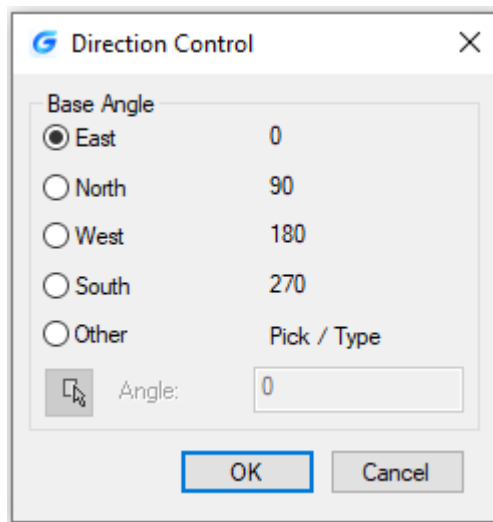 Direction Control
Base Angle
East 0
North 90
West 180
South 270
Other Pick / Type
Angle: 0
OK Cancel